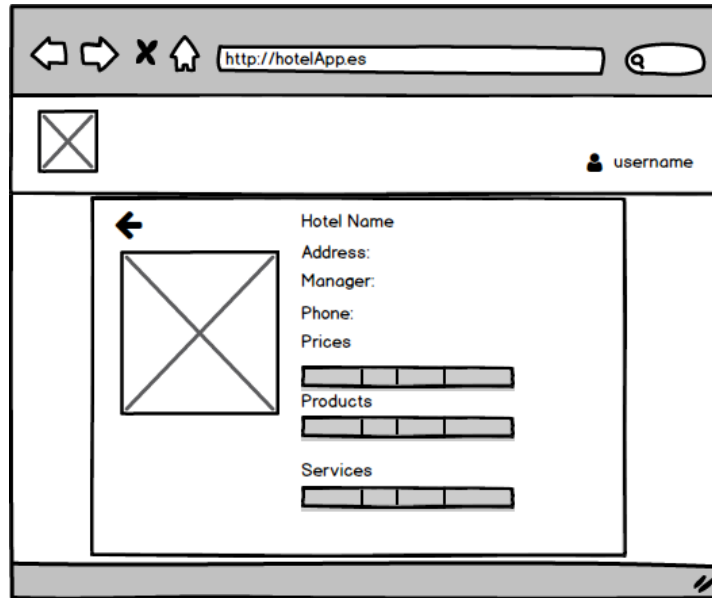 http://hotelApp.es
username
Hotel Name
Address:
Manager:
Phone:
Prices
Products
Services